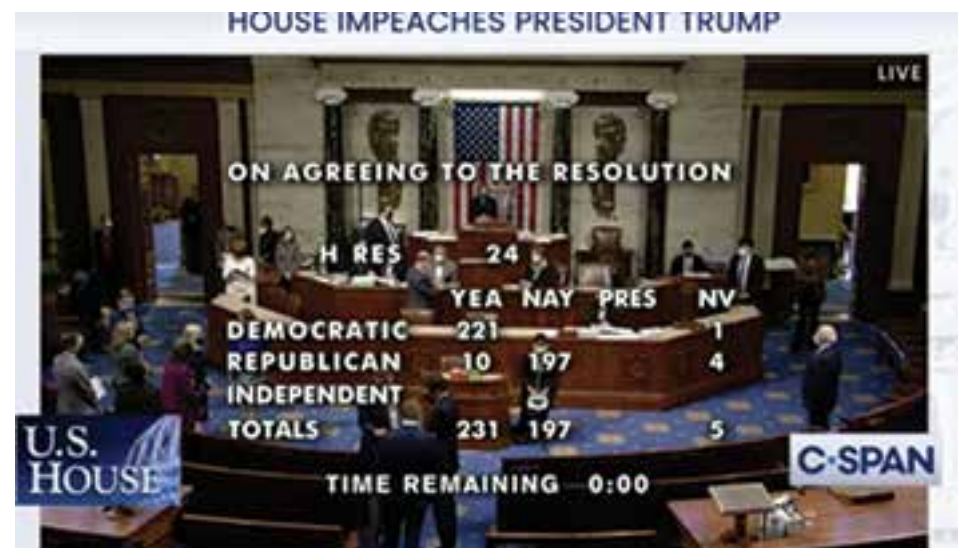 HOUSE IMPEACHES PRESIDENT TRUMP
LIVE
ON AGREEING TO THE RESOLUTION
H RES 24
YEA NAY PRES NV
DEMOCRATIC 221 1
REPUBLICAN 10 197 4
INDEPENDENT
TOTALS 231 197 5
TIME REMAINING 0:00
U.S.
HOUSE
C-SPAN